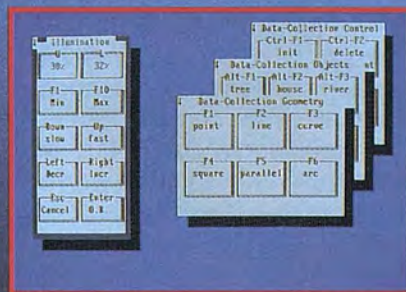 Illumination
U L
30% 32%
F1 F10
Min Max
Down Up
slow fast
Left Right
Decr Incr
Esc Enter
Cancel O.K.
Data-Collection Control
Ctrl-F1 Ctrl-F2
init delete
Data-Collection Objects
Alt-F1 Alt-F2 Alt-F3
tree house river
Data-Collection Geometry
F1 F2 F3
point line curve
F4 F5 F6
square parallel arc